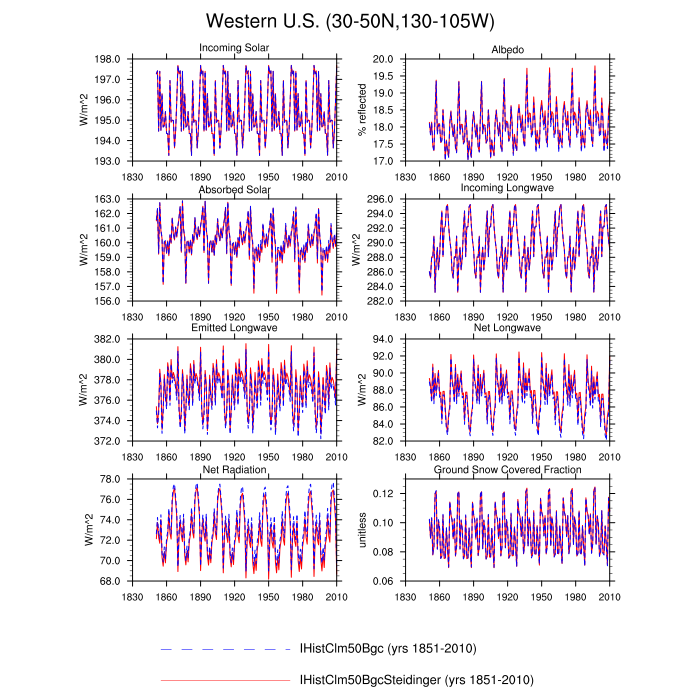 Western U.S. (30-50N,130-105W)
Incoming Solar
Albedo
W/m^2
198.0
197.0
196.0
195.0
194.0
193.0
1830 1860 1890 1920 1950 1980 2010
% reflected
20.0
19.5
19.0
18.5
18.0
17.5
17.0
1830 1860 1890 1920 1950 1980 2010
Absorbed Solar
Incoming Longwave
W/m^2
163.0
162.0
161.0
160.0
159.0
158.0
157.0
156.0
1830 1860 1890 1920 1950 1980 2010
W/m^2
296.0
294.0
292.0
290.0
288.0
286.0
284.0
282.0
1830 1860 1890 1920 1950 1980 2010
Emitted Longwave
Net Longwave
W/m^2
382.0
380.0
378.0
376.0
374.0
372.0
1830 1860 1890 1920 1950 1980 2010
W/m^2
94.0
92.0
90.0
88.0
86.0
84.0
82.0
1830 1860 1890 1920 1950 1980 2010
Net Radiation
Ground Snow Covered Fraction
W/m^2
78.0
76.0
74.0
72.0
70.0
68.0
1830 1860 1890 1920 1950 1980 2010
unitless
0.12
0.10
0.08
0.06
1830 1860 1890 1920 1950 1980 2010
IHistClm50Bgc (yrs 1851-2010)
IHistClm50BgcSteidinger (yrs 1851-2010)